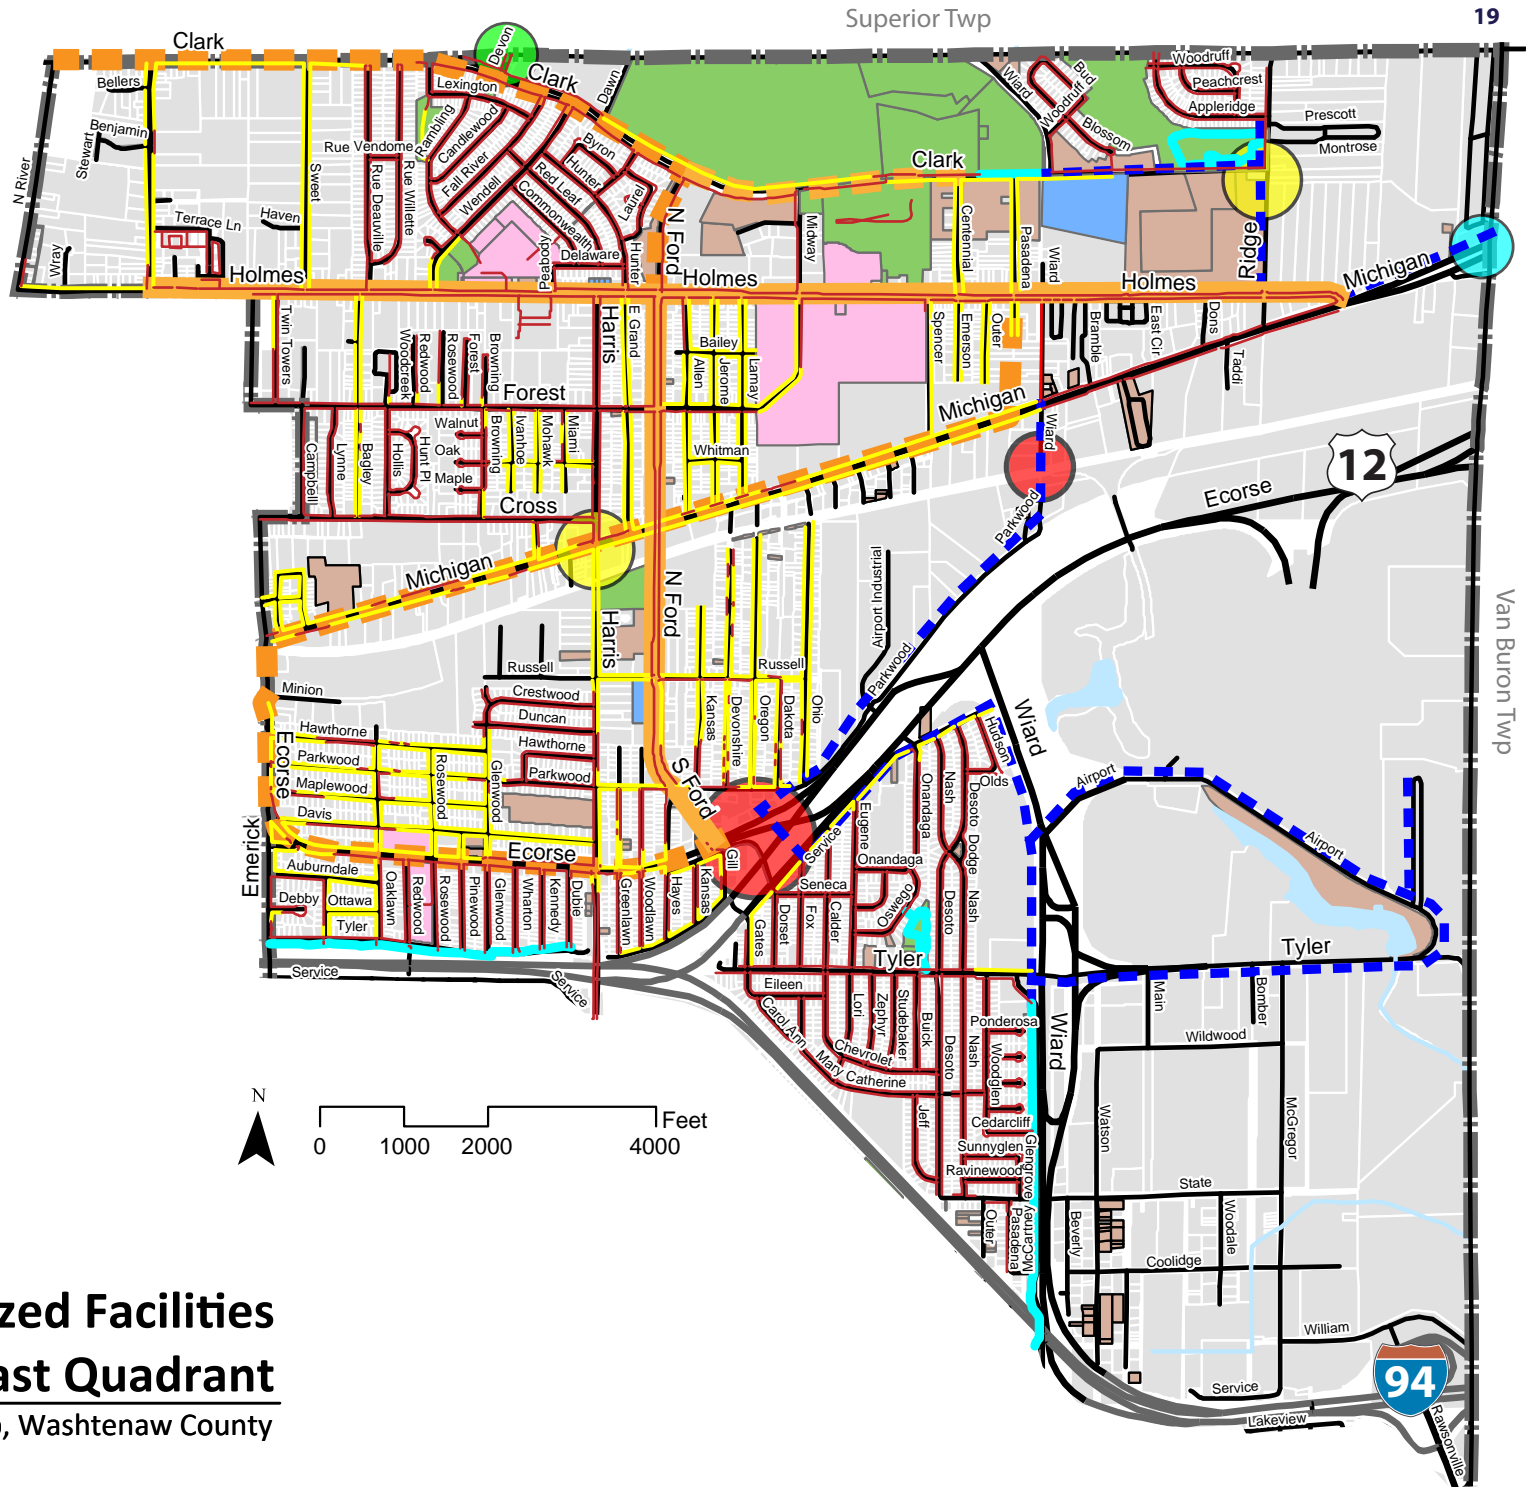 Superior Twp
19
Clark
Devon
Clark
Dawn
Lexington
Bellers
Benjamin
Stewart
N River
Rue Vendome
Rambling
Candlewood
Fall River
Wendell
Byron
Hunter
Red Leaf
Commonwealth
Laurel
Sweet
Rue Deauville
Rue Willette
Terrace Ln
Haven
Wray
Delaware
Peabody
Hunter
N Ford
Midway
Clark
Centennial
Pasadena
Wiard
Wiard
Bud
Woodruff
Blossom
Woodruff
Peachcrest
Appleridge
Prescott
Montrose
Ridge
Michigan
Holmes
Holmes
Holmes
Twin Towers
Woodcreek
Redwood
Rosewood
Forest
Browning
Harris
E Grand
Bailey
Allen
Jerome
Lamay
Spencer
Emerson
Outer
Bramble
East Cir
Dons
Taddi
Forest
Michigan
Wiard
Campbell
Lynne
Bagley
Hollis
Hunt Pl
Walnut
Oak
Maple
Browning
Ivanhoe
Mohawk
Miami
Whitman
Cross
12
Ecorse
Parkwood
Michigan
Harris
N Ford
Airport Industrial
Van Buron Twp
Russell
Russell
Parkwood
Minion
Crestwood
Duncan
Hawthorne
Parkwood
Kansas
Devonshire
Oregon
Dakota
Ohio
Hawthorne
Parkwood
Maplewood
Davis
Ecorse
Rosewood
Glenwood
S Ford
Hudson
Wiard
Olds
Airport
Airport
Onandaga
Nash
Desoto
Dodge
Eugene
Service
Gill
Ecorse
Emerick
Auburndale
Debby
Ottawa
Tyler
Oaklawn
Redwood
Rosewood
Pinewood
Glenwood
Wharton
Kennedy
Dubie
Greenlawn
Woodlawn
Hayes
Kansas
Onandaga
Seneca
Oswego
Gates
Dorset
Fox
Calder
Desoto
Nash
Tyler
Tyler
Service
Service
Eileen
Carol Ann
Lori
Zephyr
Studebaker
Buick
Desoto
Nash
Chevrolet
Mary Catherine
Ponderosa
Woodglen
Wiard
Main
Bomber
Wildwood
Watson
McGregor
Jeff
Cedarcliff
Sunnyglen
Ravinewood
Glengrove
McCartney
Outer
Pasadena
State
Beverly
Woodale
Coolidge
William
Service
Lakeview
94
Rawsonville
N
0 1000 2000 4000
Feet
zed Facilities
ast Quadrant
, Washtenaw County